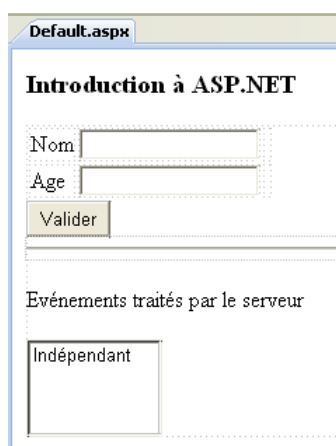 Default.aspx
Introduction à ASP.NET
Nom
Age
Valider
Evénements traités par le serveur
Indépendant